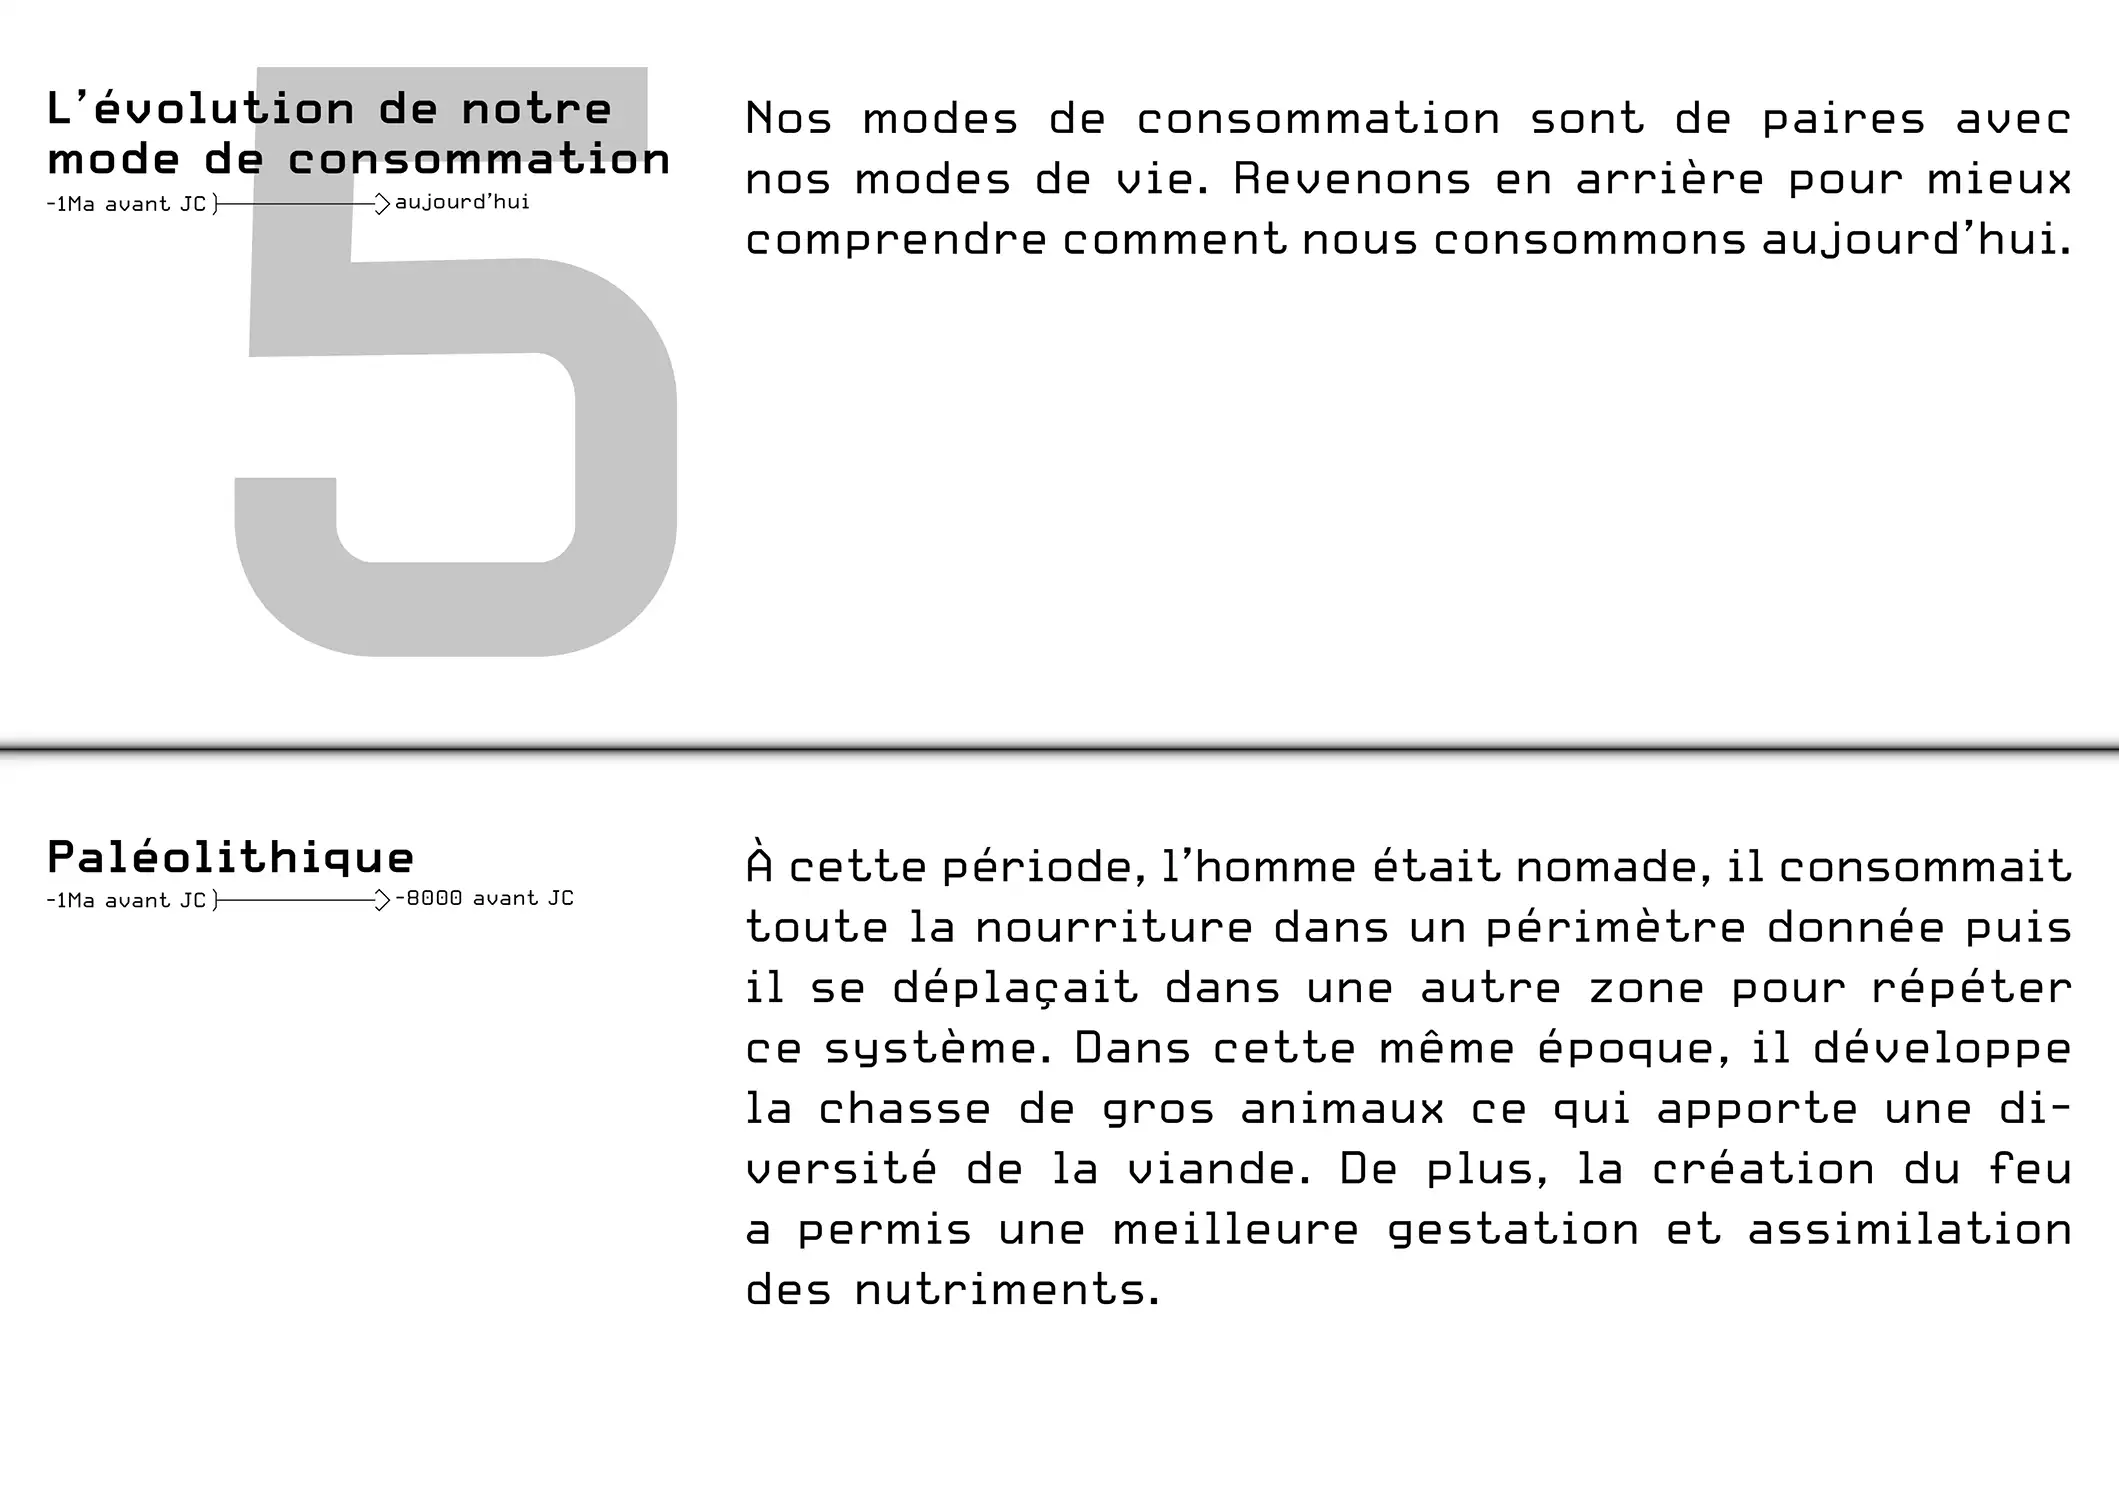 5
L’évolution de notre
mode de consommation
-1Ma avant JC
aujourd’hui
Nos modes de consommation sont de paires avec
nos modes de vie. Revenons en arrière pour mieux
comprendre comment nous consommons aujourd’hui.
Paléolithique
-1Ma avant JC
-8000 avant JC
À cette période, l’homme était nomade, il consommait
toute la nourriture dans un périmètre donnée puis
il se déplaçait dans une autre zone pour répéter
ce système. Dans cette même époque, il développe
la chasse de gros animaux ce qui apporte une di-
versité de la viande. De plus, la création du feu
a permis une meilleure gestation et assimilation
des nutriments.